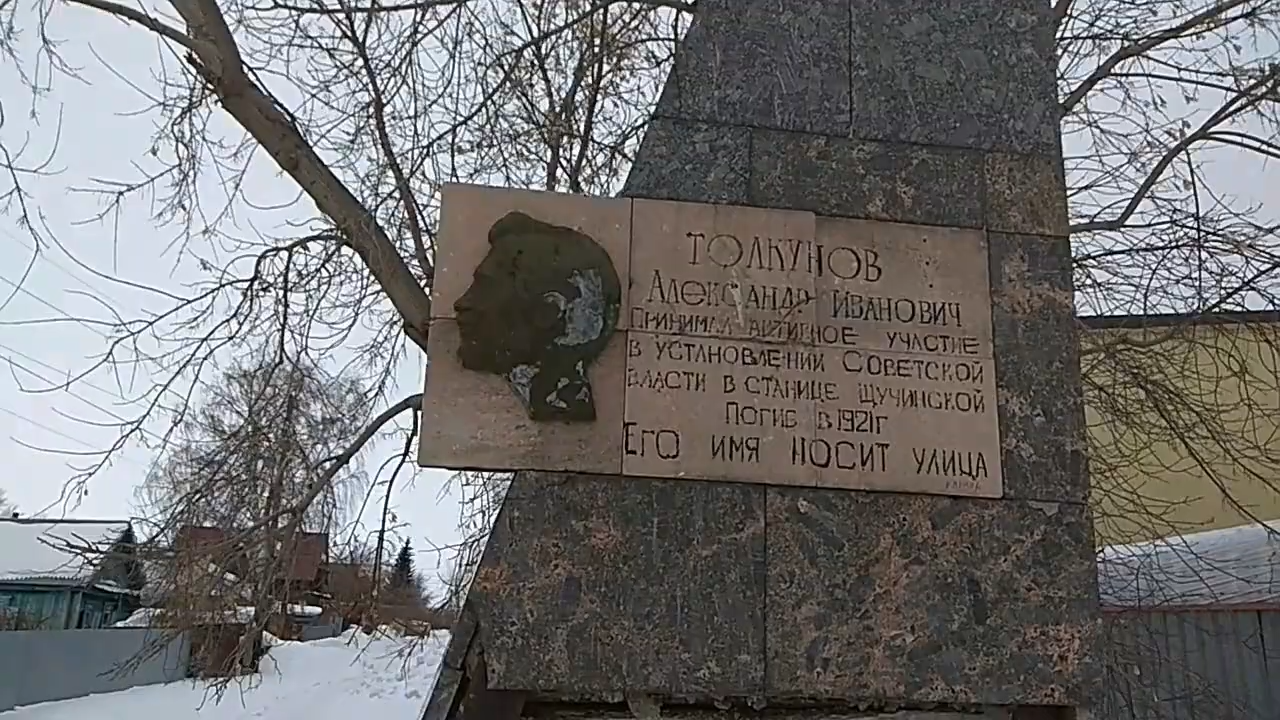 ТОЛКУНОВ
АЛЕКСАНДР ИВАНОВИЧ
ПРИНИМАЛ АКТИВНОЕ УЧАСТИЕ
В УСТАНОВЛЕНИИ СОВЕТСКОЙ
ВЛАСТИ В СТАНИЦЕ ЩУЧИНСКОЙ
ПОГИБ В 1921Г
ЕГО ИМЯ НОСИТ УЛИЦА